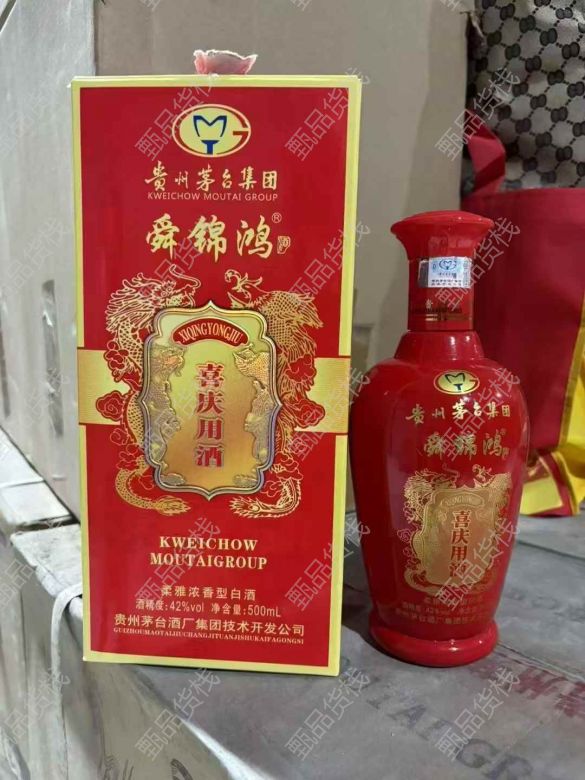 贵州茅台集团
KWEICHOW MOUTAI GROUP
舜锦鸿®酒
XIQINGYONGJIU
喜庆用酒
KWEICHOW
MOUTAIGROUP
柔雅浓香型白酒
酒精度:42%vol 净含量:500mL
贵州茅台酒厂集团技术开发公司
GUIZHOUMAOTAIJIUCHANGJITUANJISHUKAIFAGONGSI
贵州茅台集团
舜锦鸿
XIQINGYONGJIU
喜庆用酒
甄品货栈